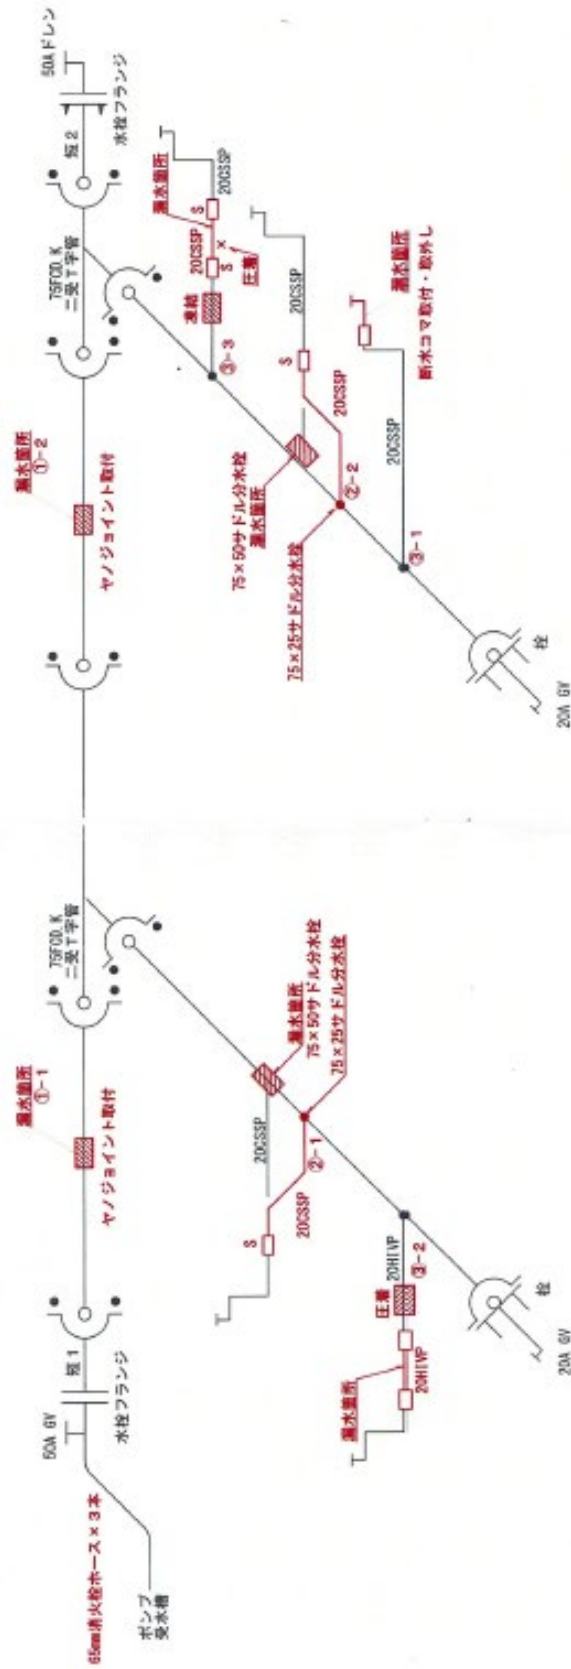 65mm消火栓ホース×3本
ポンプ
受水槽
50A GV
水栓フランジ
短1
漏水箇所
①-1
ヤノジョイント取付
75FCD.K
二受T字管
漏水箇所
75×50サドル分水栓
75×25サドル分水栓
20CSSP
②-1
20CSSP
S
20HIVP
③-2
圧着
漏水箇所
20HIVP
栓
20A GV
漏水箇所
①-2
ヤノジョイント取付
75FCD.K
二受T字管
短2
水栓フランジ
50Aドレン
漏水箇所
20CSSP
S
S
×
圧着
20CSSP
凍結
③-3
20CSSP
S
20CSSP
75×50サドル分水栓
漏水箇所
②-2
75×25サドル分水栓
漏水箇所
断水コマ取付・取外し
20CSSP
③-1
栓
20A GV